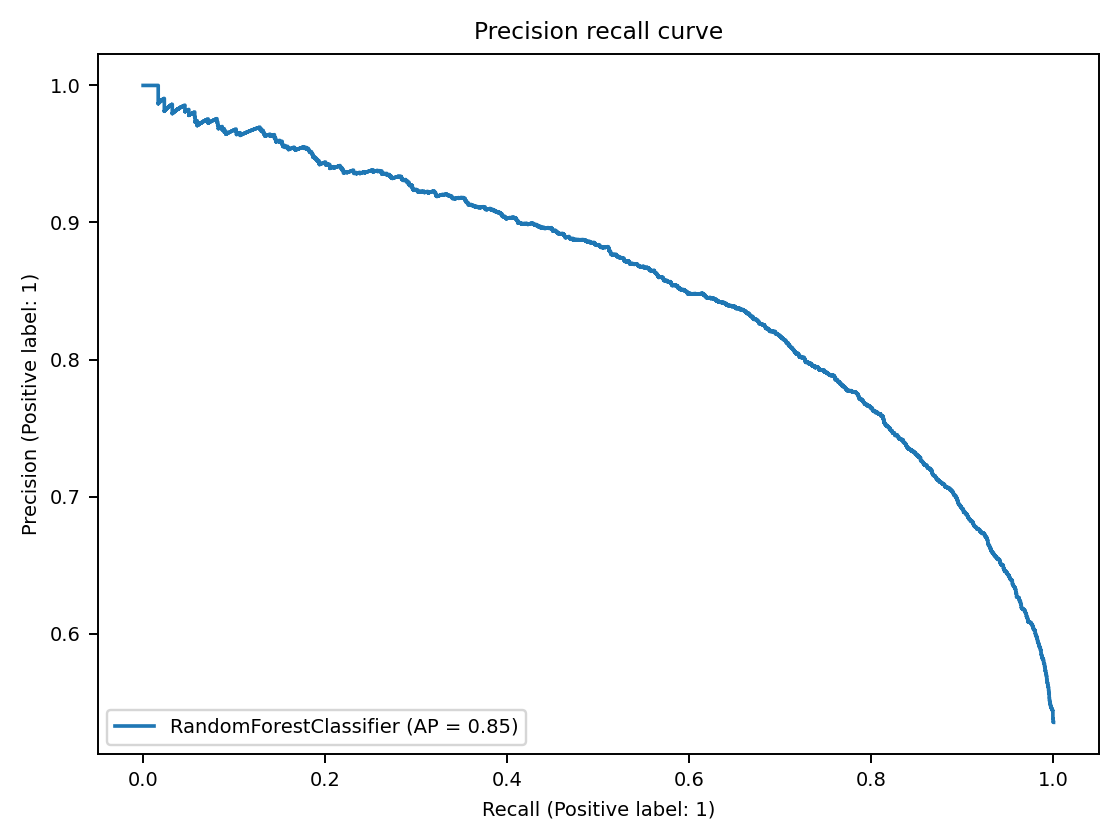 Precision recall curve
Precision (Positive label: 1)
1.0
0.9
0.8
0.7
0.6
RandomForestClassifier (AP = 0.85)
0.0 0.2 0.4 0.6 0.8 1.0
Recall (Positive label: 1)